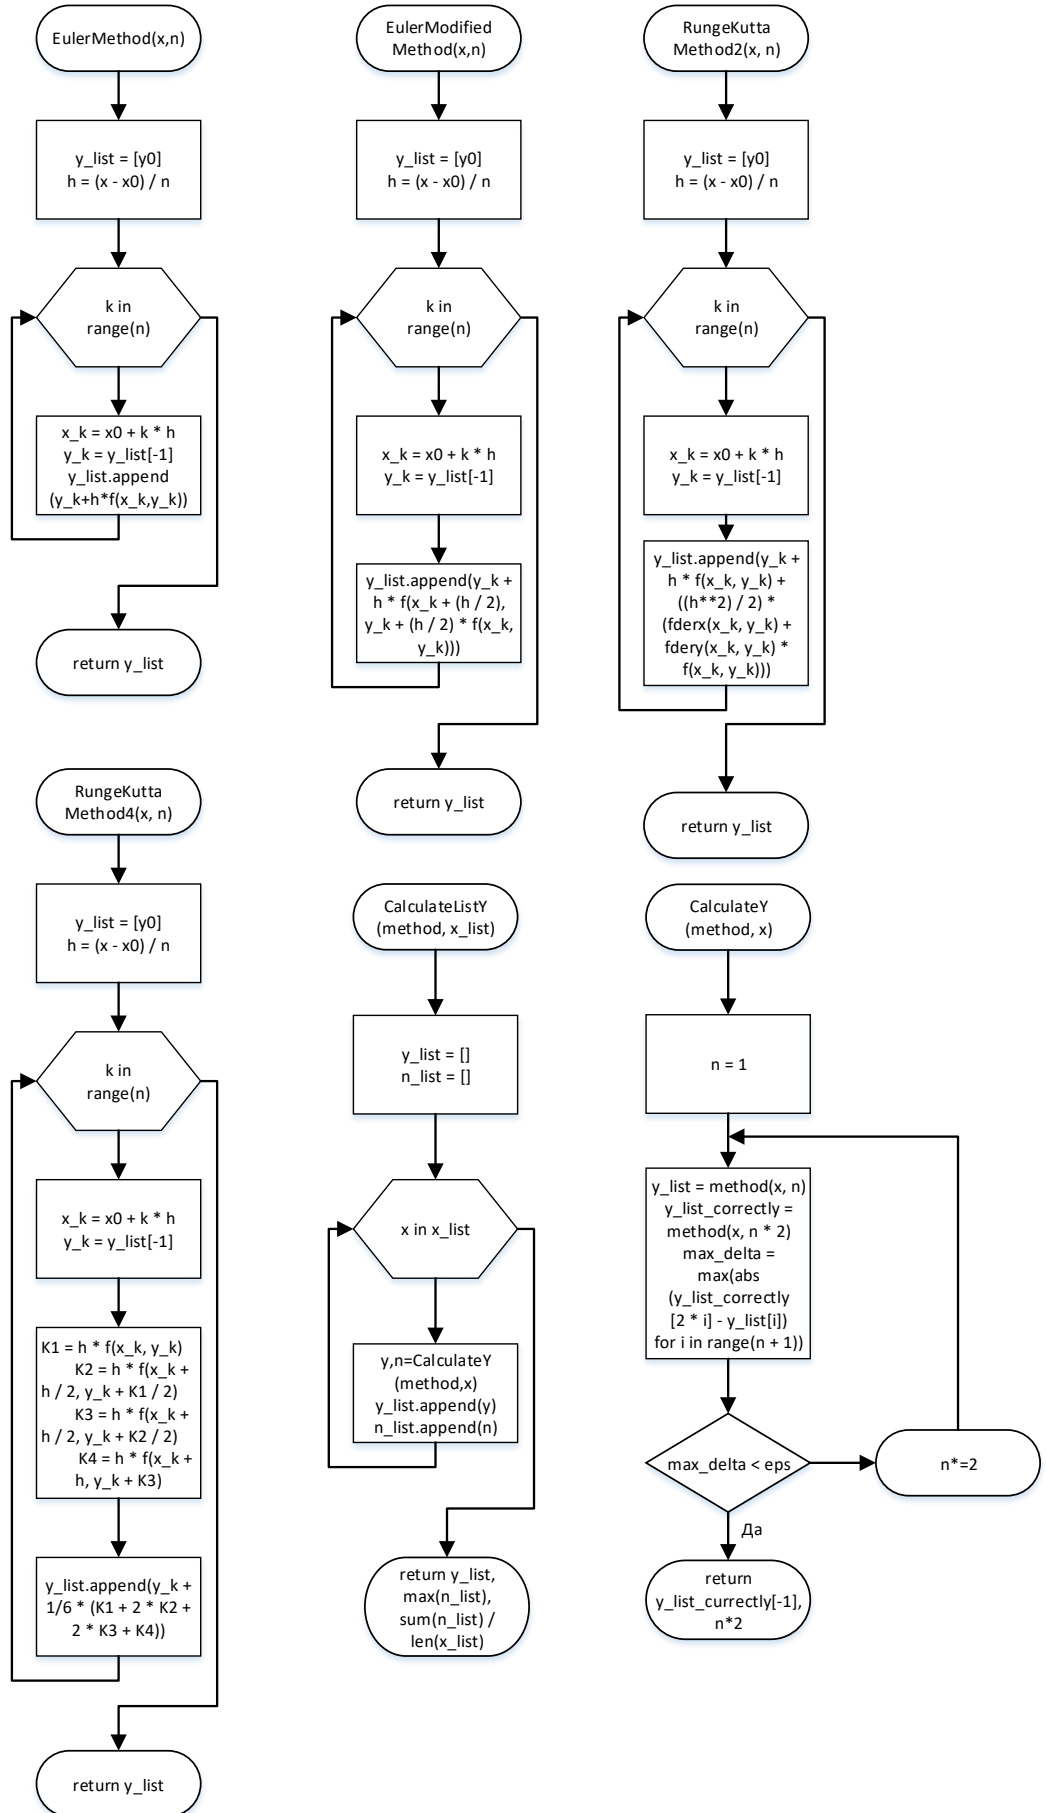 EulerMethod(x,n)
y_list = [y0]
h = (x - x0) / n
k in
range(n)
x_k = x0 + k * h
y_k = y_list[-1]
y_list.append
(y_k+h*f(x_k,y_k))
return y_list
EulerModified
Method(x,n)
y_list = [y0]
h = (x - x0) / n
k in
range(n)
x_k = x0 + k * h
y_k = y_list[-1]
y_list.append(y_k +
h * f(x_k + (h / 2),
y_k + (h / 2) * f(x_k,
y_k)))
return y_list
RungeKutta
Method2(x, n)
y_list = [y0]
h = (x - x0) / n
k in
range(n)
x_k = x0 + k * h
y_k = y_list[-1]
y_list.append(y_k +
h * f(x_k, y_k) +
((h**2) / 2) *
(fderx(x_k, y_k) +
fdery(x_k, y_k) *
f(x_k, y_k)))
return y_list
RungeKutta
Method4(x, n)
y_list = [y0]
h = (x - x0) / n
k in
range(n)
x_k = x0 + k * h
y_k = y_list[-1]
K1 = h * f(x_k, y_k)
K2 = h * f(x_k +
h / 2, y_k + K1 / 2)
K3 = h * f(x_k +
h / 2, y_k + K2 / 2)
K4 = h * f(x_k +
h, y_k + K3)
y_list.append(y_k +
1/6 * (K1 + 2 * K2 +
2 * K3 + K4))
return y_list
CalculateListY
(method, x_list)
y_list = []
n_list = []
x in x_list
y,n=CalculateY
(method,x)
y_list.append(y)
n_list.append(n)
return y_list,
max(n_list),
sum(n_list) /
len(x_list)
CalculateY
(method, x)
n = 1
y_list = method(x, n)
y_list_correctly =
method(x, n * 2)
max_delta =
max(abs
(y_list_correctly
[2 * i] - y_list[i])
for i in range(n + 1))
max_delta < eps
n*=2
Да
return
y_list_currectly[-1],
n*2